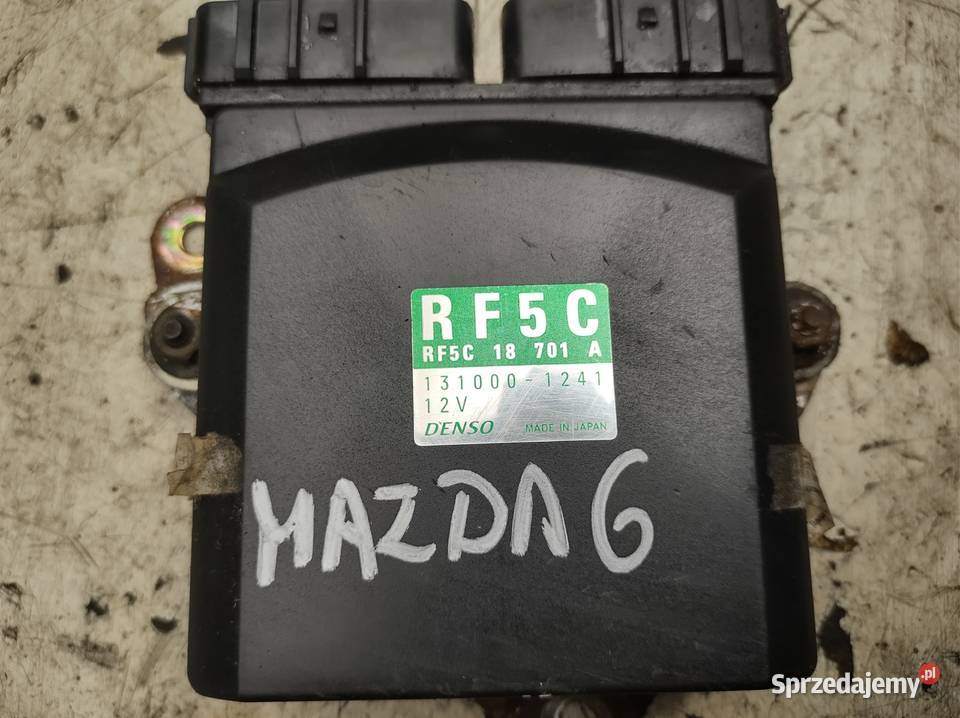 RF5C
RF5C 18 701 A
131000-1241
12V
DENSO MADE IN JAPAN
MAZDA 6
Sprzedajemy.pl